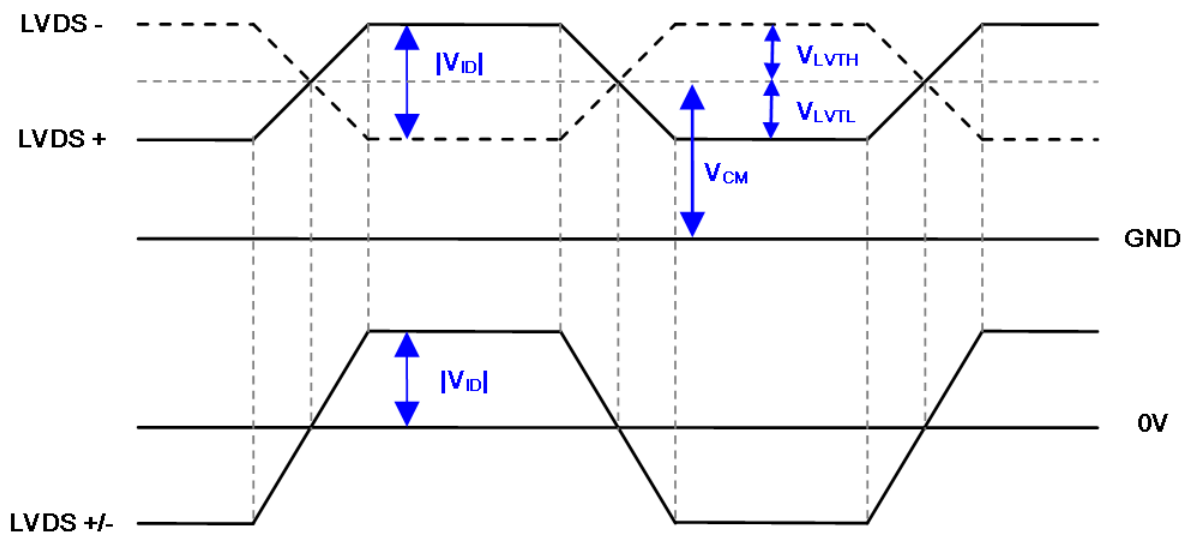 LVDS -
|VID|
VLVTH
LVDS +
VLVTL
VCM
GND
|VID|
0V
LVDS +/-